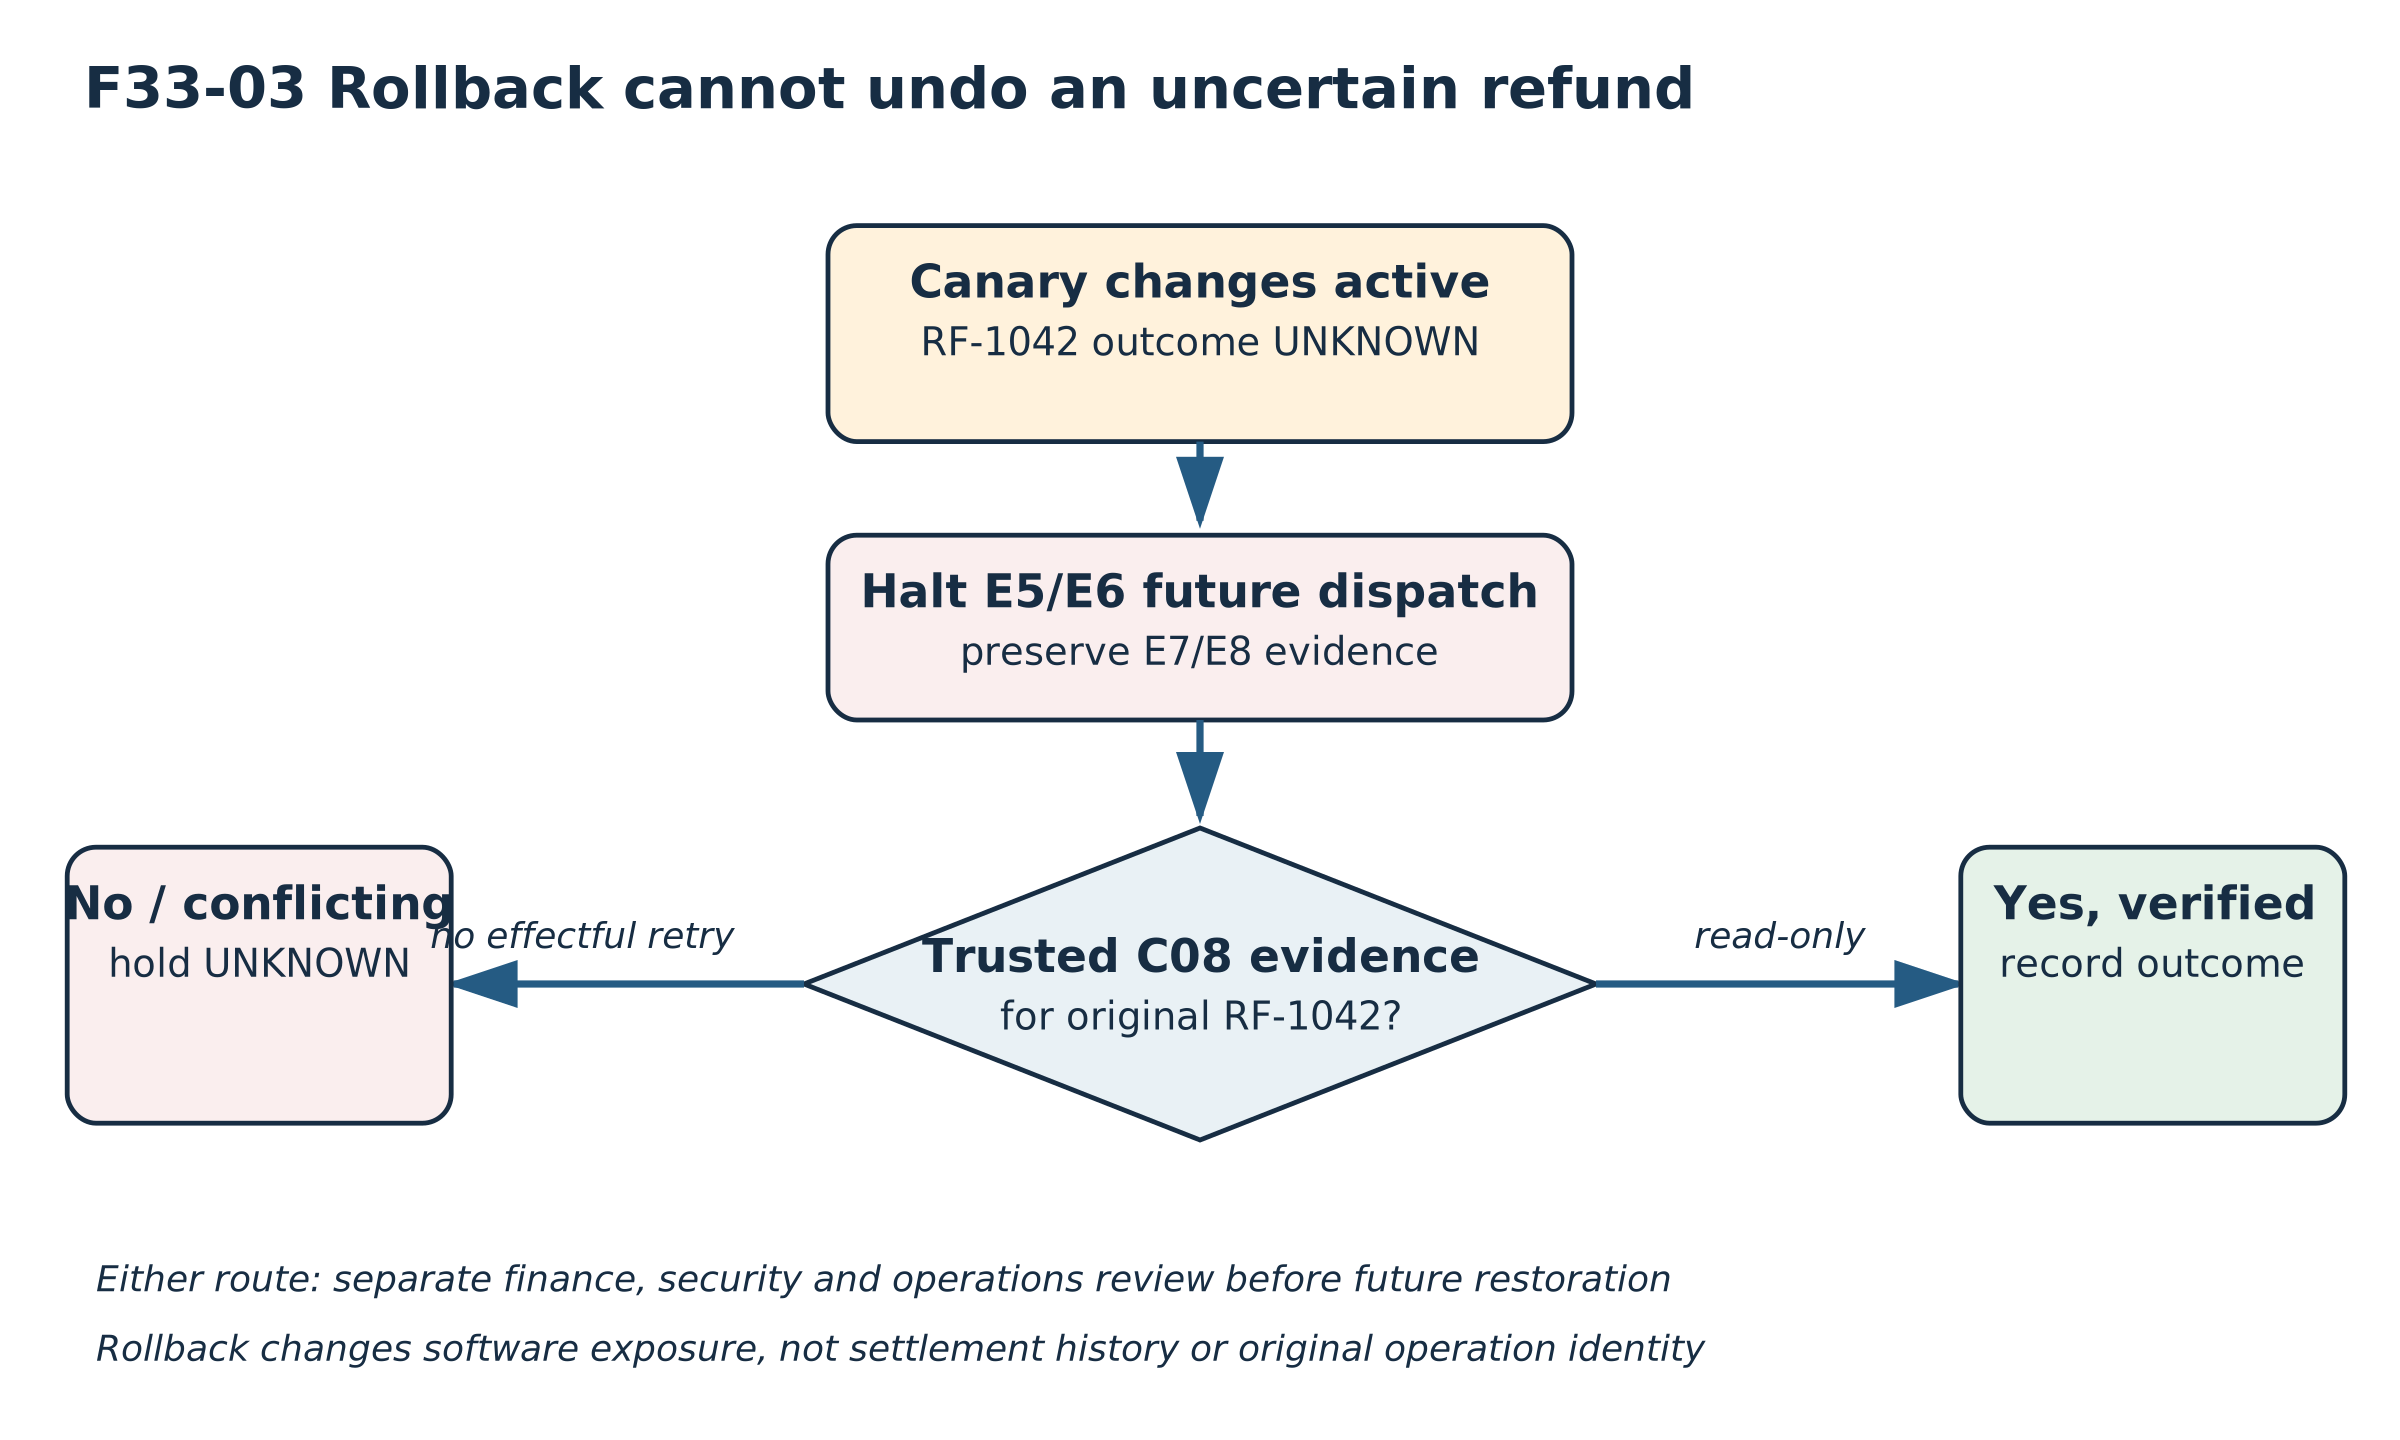 F33-03 Rollback cannot undo an uncertain refund
Canary changes active
RF-1042 outcome UNKNOWN
Halt E5/E6 future dispatch
preserve E7/E8 evidence
No / conflicting
hold UNKNOWN
no effectful retry
Trusted C08 evidence
for original RF-1042?
read-only
Yes, verified
record outcome
Either route: separate finance, security and operations review before future restoration
Rollback changes software exposure, not settlement history or original operation identity